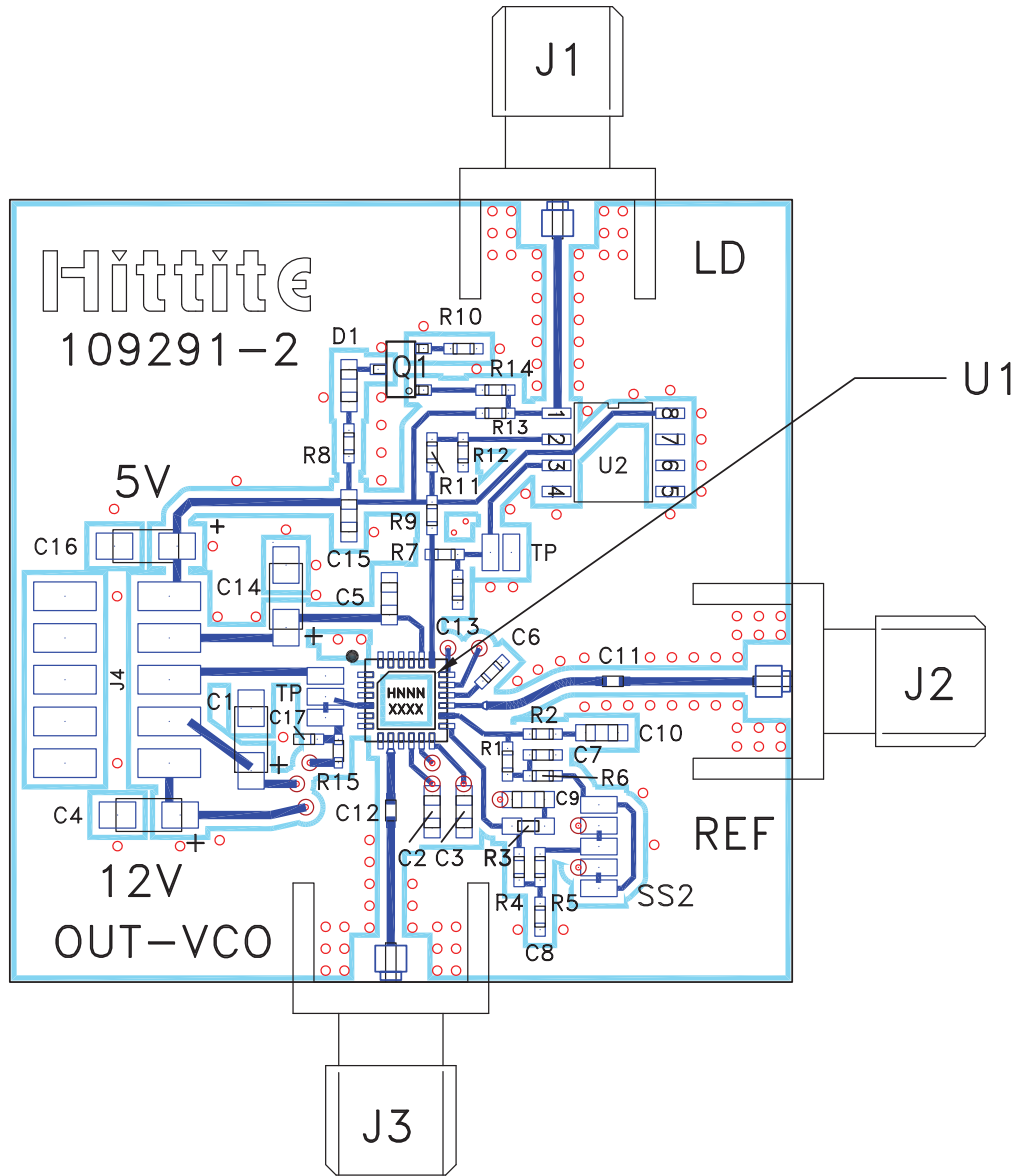 J1
Hittite
LD
109291-2
D1
R10
Q1
R14
U1
1
8
R13
2
7
R8
R12
U2
3
6
R11
5V
4
5
+
R9
C16
C15
R7
TP
C14
C5
+
C13
C6
J4
C11
TP
HNNN
XXXX
J2
C1
C17
R2
C10
R1
C7
+
R15
R6
C9
C4
C12
+
C2
C3
R3
REF
12V
R4
R5
SS2
OUT-VCO
C8
J3